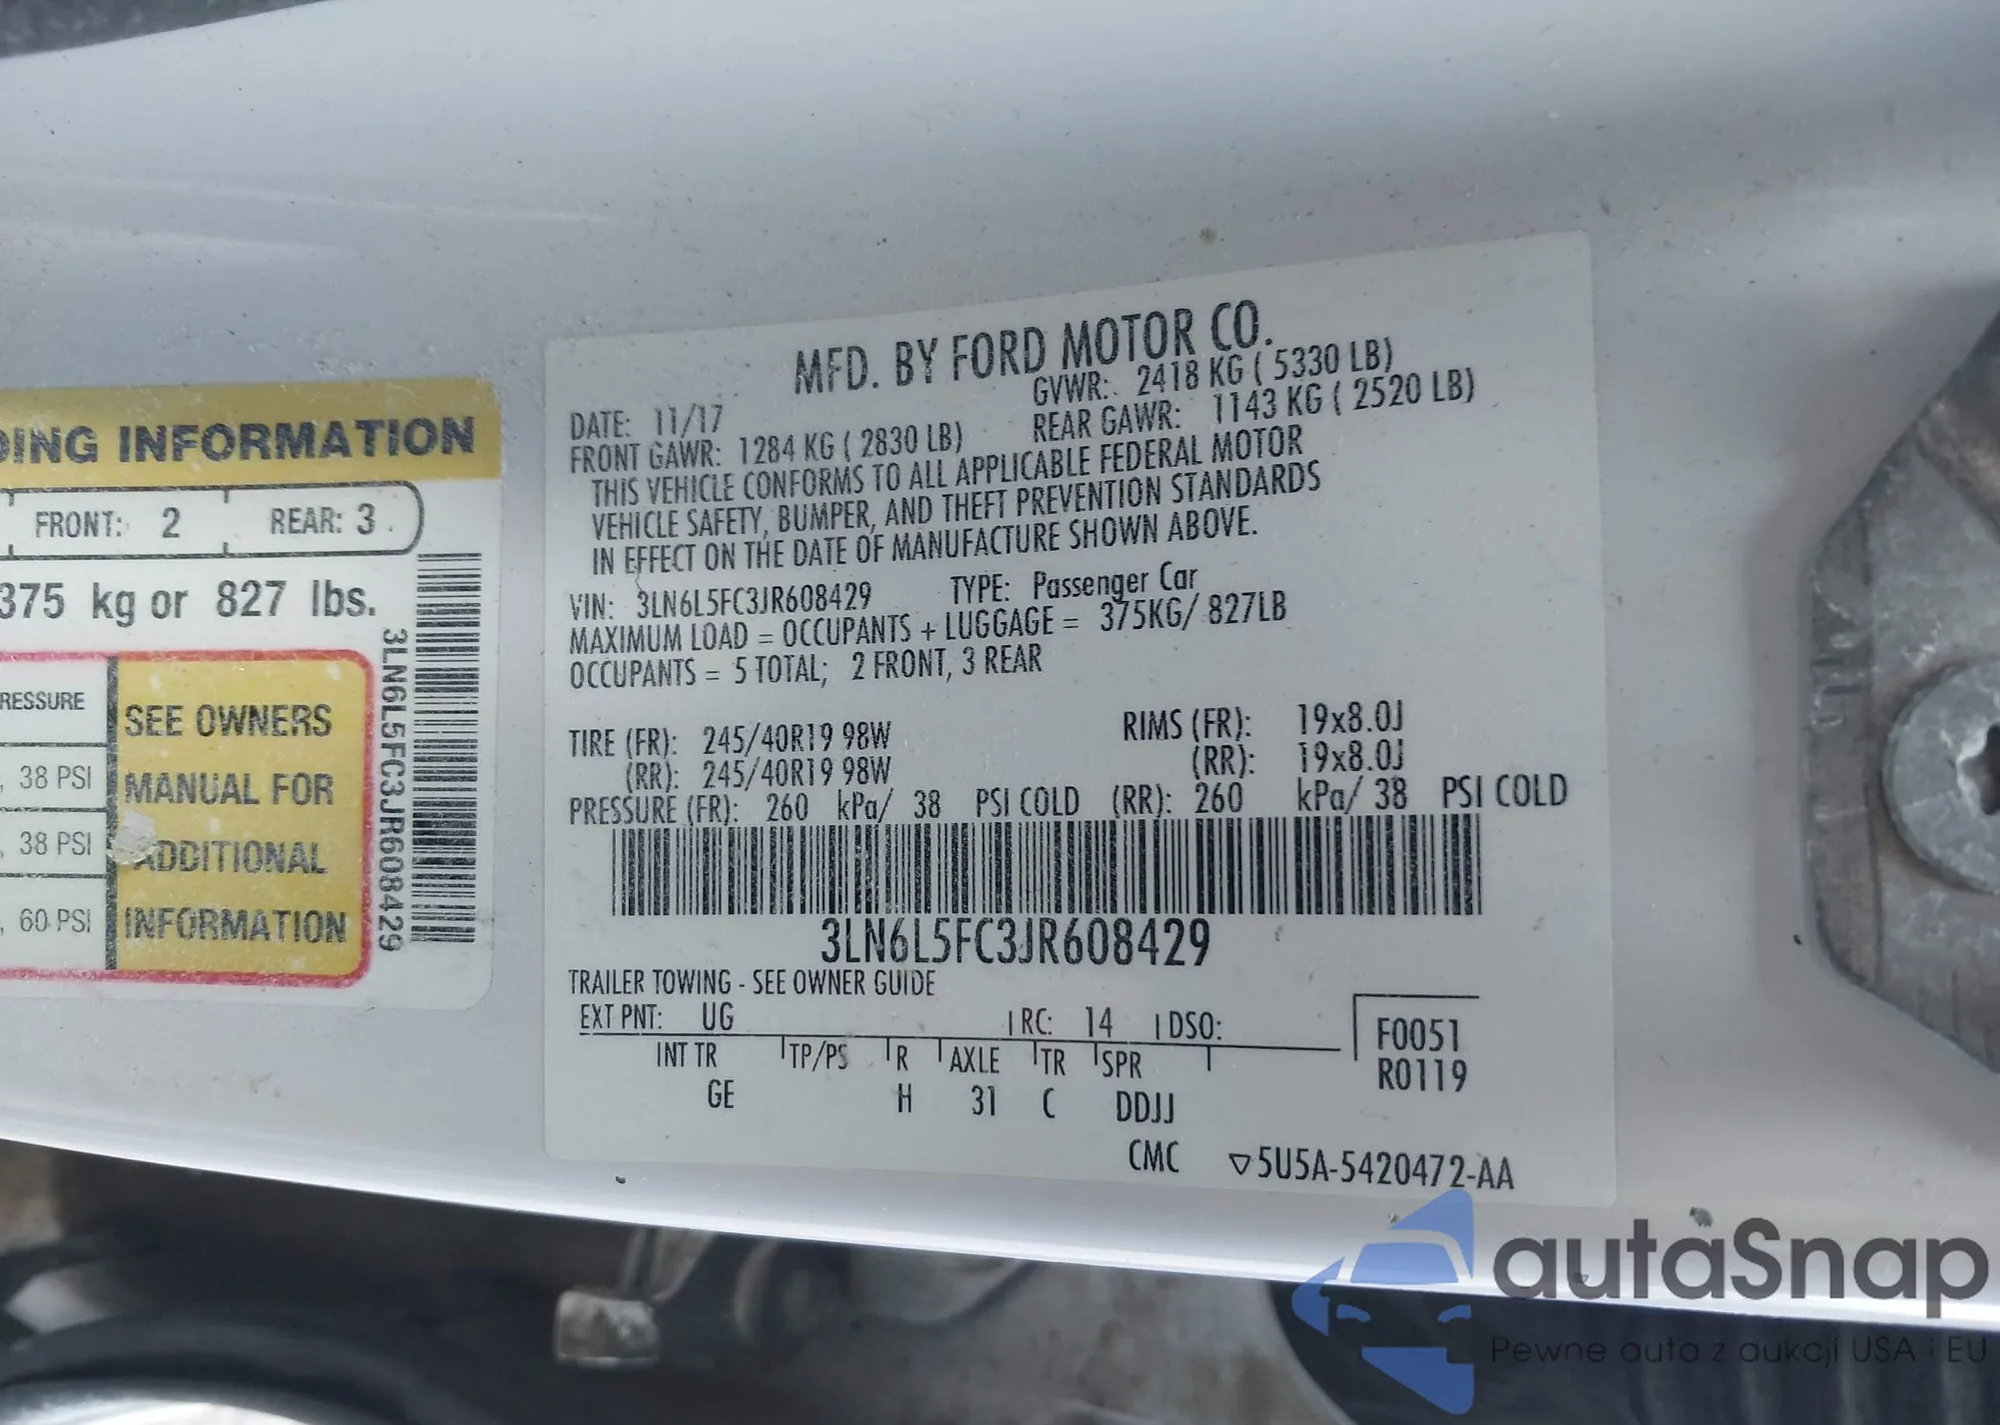 DING INFORMATION
FRONT: 2 REAR: 3
375 kg or 827 lbs.
RESSURE
38 PSI
38 PSI
60 PSI
SEE OWNERS
MANUAL FOR
ADDITIONAL
INFORMATION
3LN6L5FC3JR608429
MFD. BY FORD MOTOR CO.
DATE: 11/17 GVWR: 2418 KG ( 5330 LB)
FRONT GAWR: 1284 KG ( 2830 LB) REAR GAWR: 1143 KG ( 2520 LB)
THIS VEHICLE CONFORMS TO ALL APPLICABLE FEDERAL MOTOR
VEHICLE SAFETY, BUMPER, AND THEFT PREVENTION STANDARDS
IN EFFECT ON THE DATE OF MANUFACTURE SHOWN ABOVE.
VIN: 3LN6L5FC3JR608429 TYPE: Passenger Car
MAXIMUM LOAD = OCCUPANTS + LUGGAGE = 375KG/ 827LB
OCCUPANTS = 5 TOTAL; 2 FRONT, 3 REAR
TIRE (FR): 245/40R19 98W RIMS (FR): 19x8.0J
(RR): 245/40R19 98W (RR): 19x8.0J
PRESSURE (FR): 260 kPa/ 38 PSI COLD (RR): 260 kPa/ 38 PSI COLD
3LN6L5FC3JR608429
TRAILER TOWING - SEE OWNER GUIDE
EXT PNT: UG RC: 14 DSO:
INT TR TP/PS R AXLE TR SPR
GE H 31 C DDJJ
F0051
R0119
CMC ▽5U5A-5420472-AA
autaSnap
Pewne auta z aukcji USA i EU